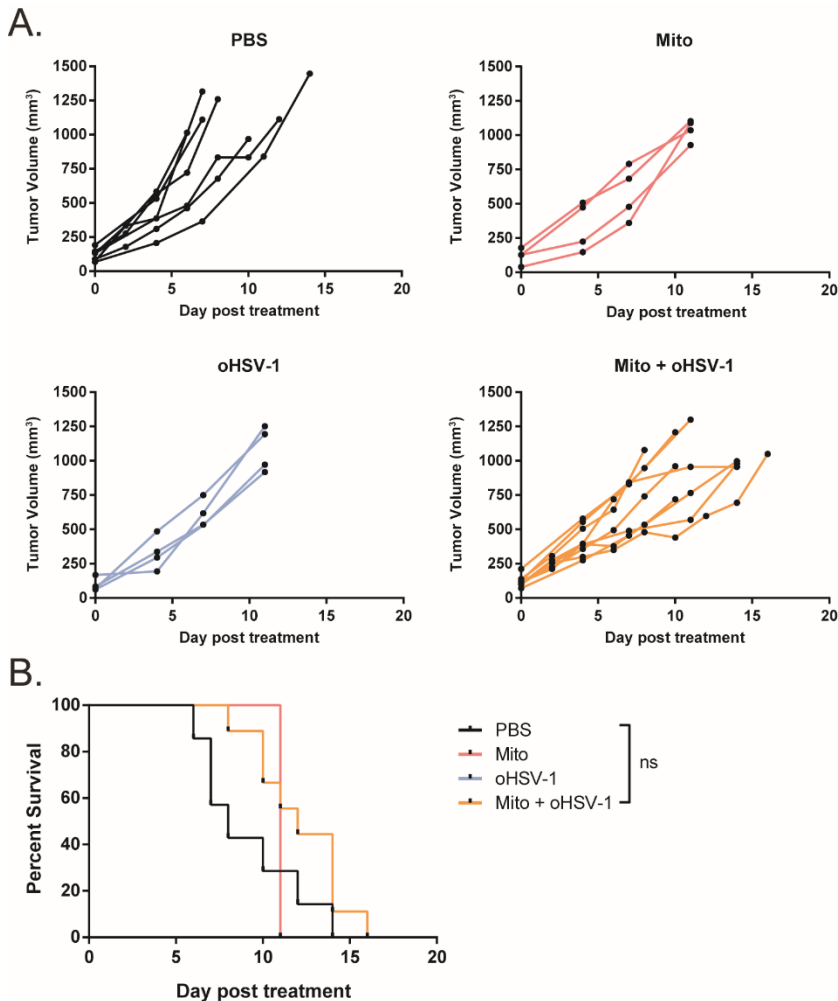 A.
PBS
Mito
Tumor Volume (mm³)
1500
1250
1000
750
500
250
0
0 5 10 15 20
Day post treatment
Tumor Volume (mm³)
1500
1250
1000
750
500
250
0
0 5 10 15 20
Day post treatment
oHSV-1
Mito + oHSV-1
Tumor Volume (mm³)
1500
1250
1000
750
500
250
0
0 5 10 15 20
Day post treatment
Tumor Volume (mm³)
1500
1250
1000
750
500
250
0
0 5 10 15 20
Day post treatment
B.
Percent Survival
100
80
60
40
20
0
0 5 10 15 20
Day post treatment
PBS
Mito
oHSV-1
Mito + oHSV-1
ns